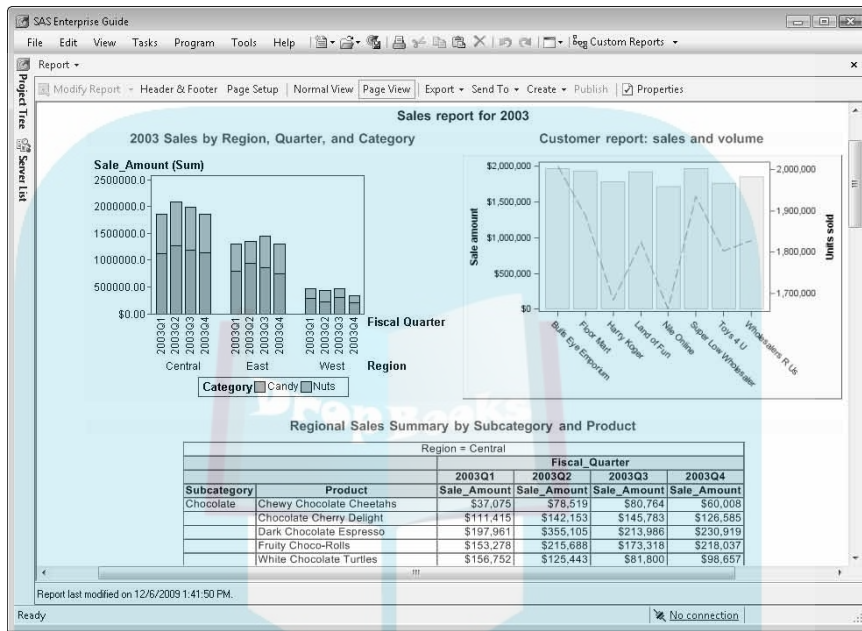 SAS Enterprise Guide
File Edit View Tasks Program Tools Help Custom Reports
Report
Modify Report Header & Footer Page Setup Normal View Page View Export Send To Create Publish Properties
Project Tree
Server List
Sales report for 2003
2003 Sales by Region, Quarter, and Category
Sale_Amount (Sum)
2500000.0
2000000.0
1500000.0
1000000.0
500000.00
$0.00
2003Q1 2003Q2 2003Q3 2003Q4 2003Q1 2003Q2 2003Q3 2003Q4 2003Q1 2003Q2 2003Q3 2003Q4
Fiscal Quarter
Central East West Region
Category Candy Nuts
Customer report: sales and volume
Sale amount
$2,000,000
$1,500,000
$1,000,000
$500,000
$0
2,000,000
1,900,000
1,800,000
1,700,000
Units sold
Bulls Eye Emporium
Floor Mart
Harry Koger
Land of Fun
Nile Online
Super Low Wholesaler
Toys 4 U
Wholesalers R Us
DropBooks
Regional Sales Summary by Subcategory and Product
Region = Central
Fiscal_Quarter
2003Q1 2003Q2 2003Q3 2003Q4
Subcategory Product Sale_Amount Sale_Amount Sale_Amount Sale_Amount
Chocolate Chewy Chocolate Cheetahs $37,075 $78,519 $80,764 $60,008
Chocolate Cherry Delight $111,415 $142,153 $145,783 $126,585
Dark Chocolate Espresso $197,961 $355,105 $213,986 $230,919
Fruity Choco-Rolls $153,278 $215,688 $173,318 $218,037
White Chocolate Turtles $156,752 $125,443 $81,800 $98,657
Report last modified on 12/6/2009 1:41:50 PM.
Ready No connection